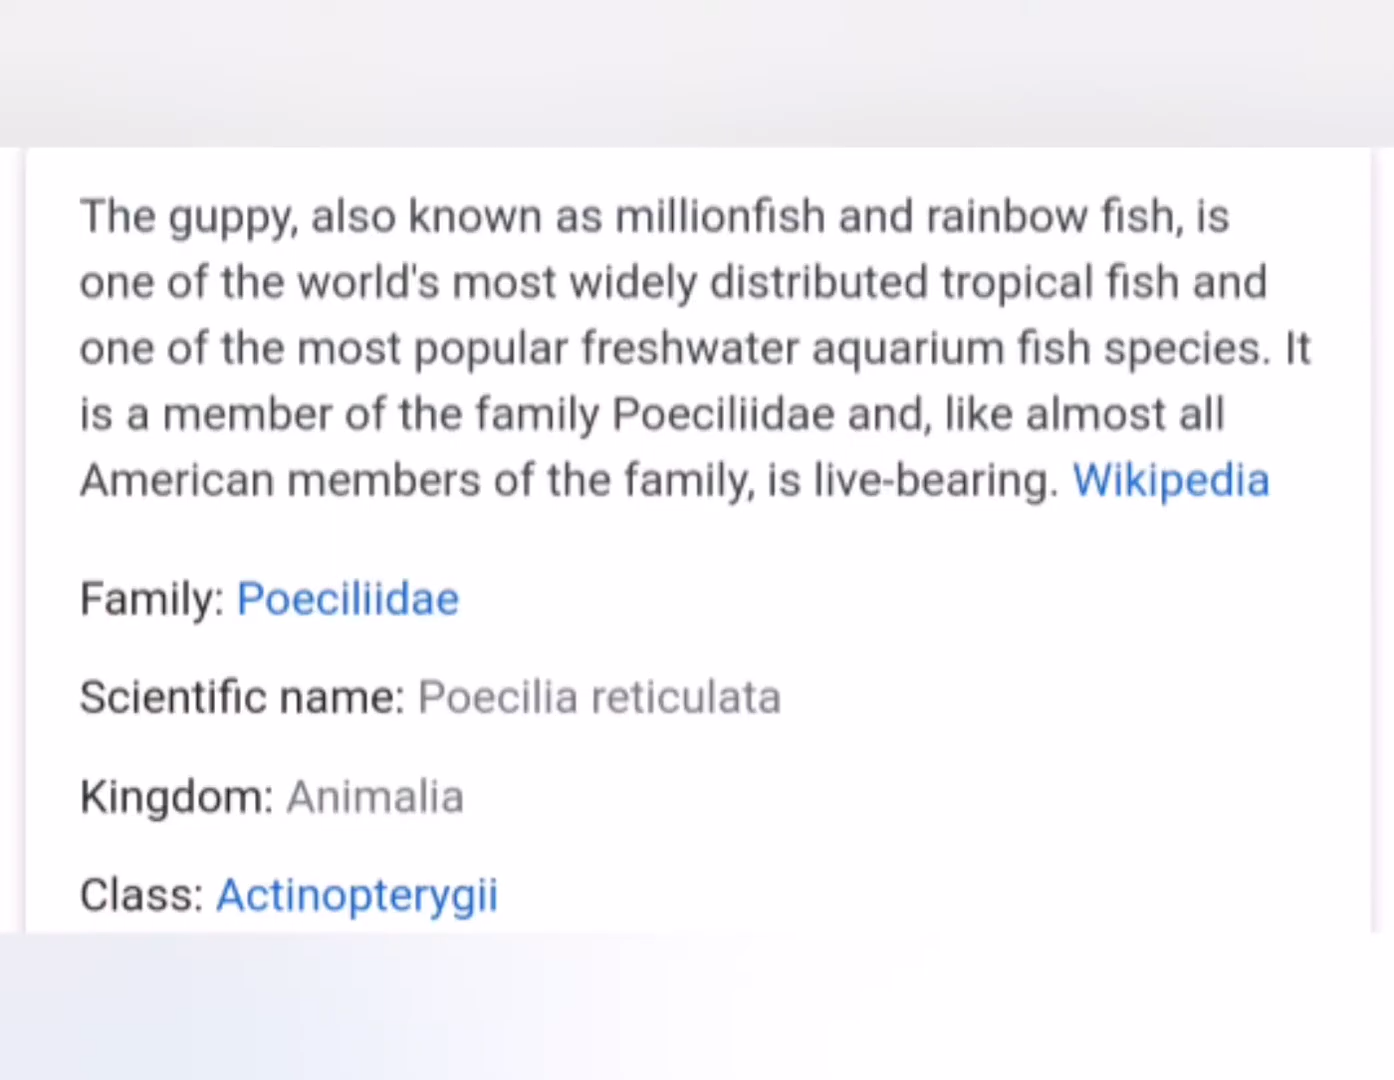 The guppy, also known as millionfish and rainbow fish, is
one of the world's most widely distributed tropical fish and
one of the most popular freshwater aquarium fish species. It
is a member of the family Poeciliidae and, like almost all
American members of the family, is live-bearing. Wikipedia
Family: Poeciliidae
Scientific name: Poecilia reticulata
Kingdom: Animalia
Class: Actinopterygii